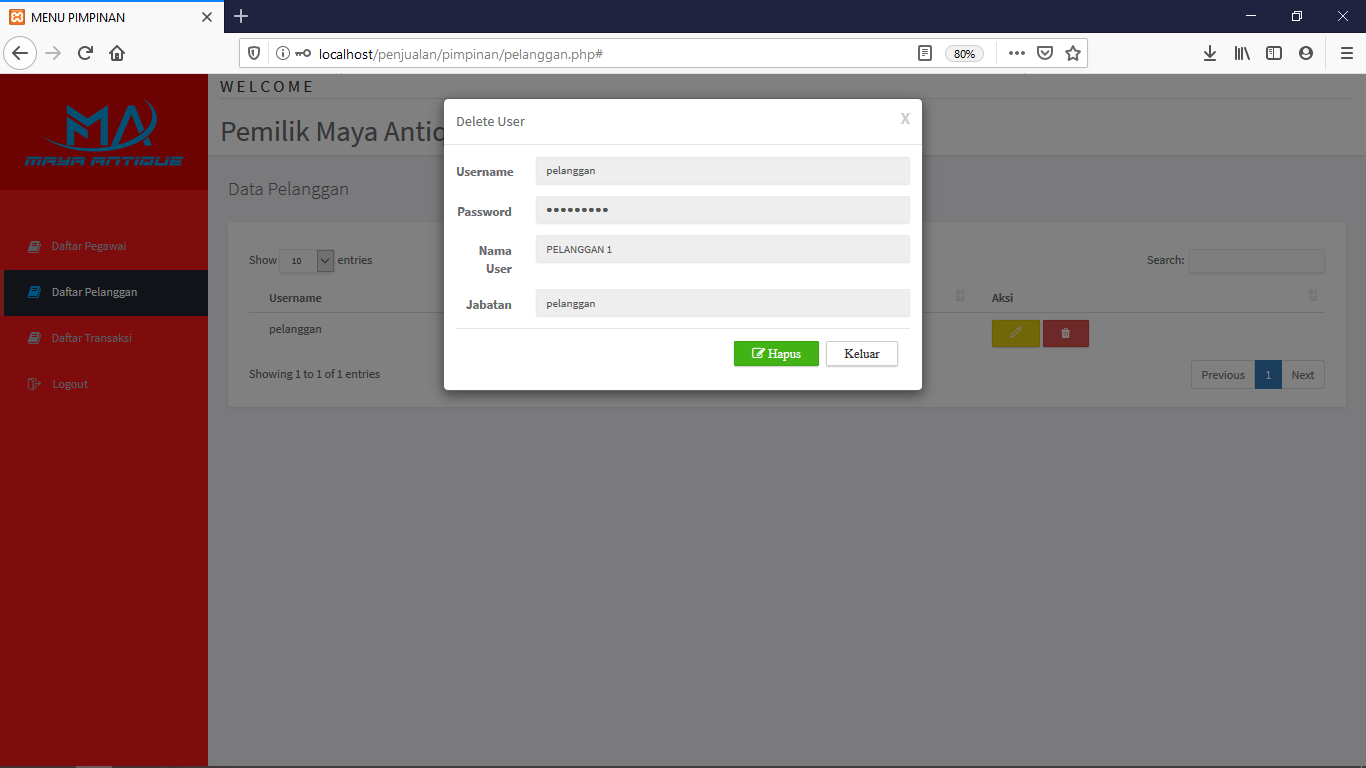 MENU PIMPINAN
localhost/penjualan/pimpinan/pelanggan.php#
80%
MA
MAYA ANTIQUE
Daftar Pegawai
Daftar Pelanggan
Daftar Transaksi
Logout
WELCOME
Pemilik Maya Antiq
Data Pelanggan
Show 10 entries
Search:
Username
Aksi
pelanggan
Showing 1 to 1 of 1 entries
Previous 1 Next
Delete User
X
Username pelanggan
Password •••••••••
Nama User PELANGGAN 1
Jabatan pelanggan
Hapus Keluar